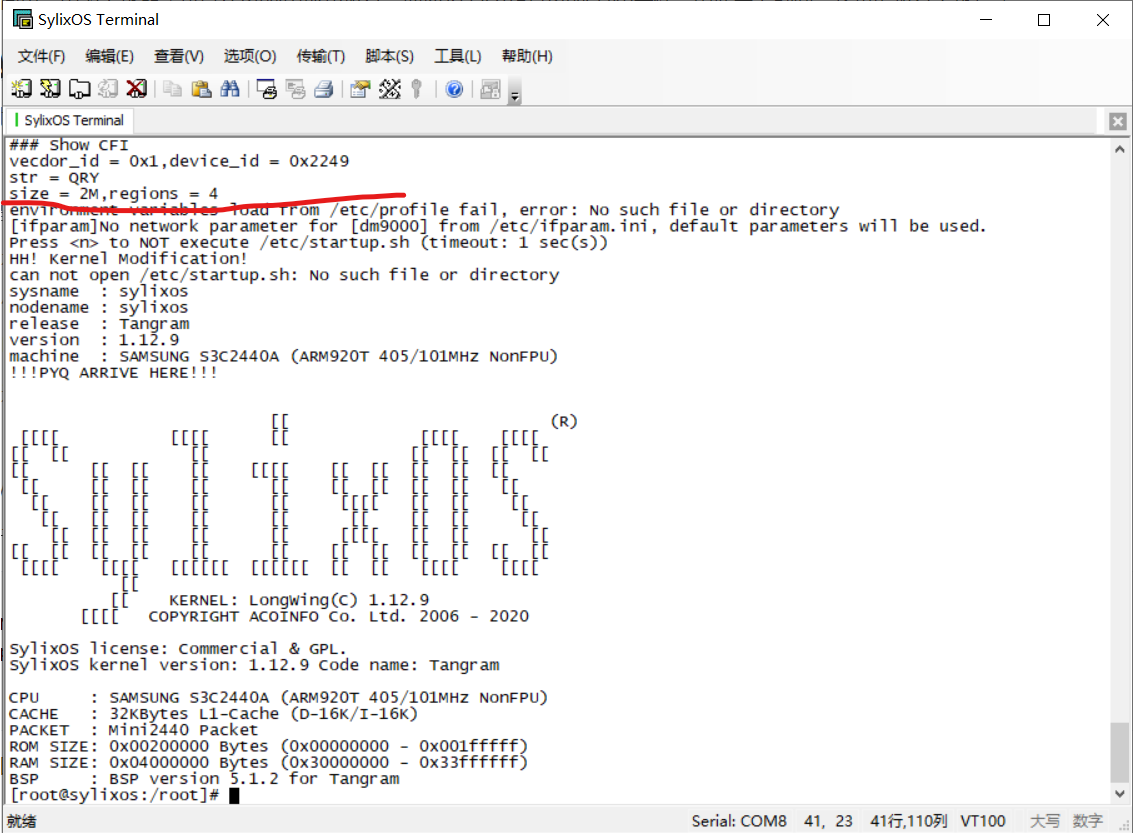 SylixOS Terminal
文件(F) 编辑(E) 查看(V) 选项(O) 传输(T) 脚本(S) 工具(L) 帮助(H)
SylixOS Terminal
### Show CFI
vecdor_id = 0x1,device_id = 0x2249
str = QRY
size = 2M,regions = 4
environment variables load from /etc/profile fail, error: No such file or directory
[ifparam]No network parameter for [dm9000] from /etc/ifparam.ini, default parameters will be used.
Press <n> to NOT execute /etc/startup.sh (timeout: 1 sec(s))
HH! Kernel Modification!
can not open /etc/startup.sh: No such file or directory
sysname  : sylixos
nodename : sylixos
release  : Tangram
version  : 1.12.9
machine  : SAMSUNG S3C2440A (ARM920T 405/101MHz NonFPU)
!!!PYQ ARRIVE HERE!!!
(R)
SylixOS
KERNEL: LongWing(C) 1.12.9
COPYRIGHT ACOINFO Co. Ltd. 2006 - 2020
SylixOS license: Commercial & GPL.
SylixOS kernel version: 1.12.9 Code name: Tangram
CPU     : SAMSUNG S3C2440A (ARM920T 405/101MHz NonFPU)
CACHE   : 32KBytes L1-Cache (D-16K/I-16K)
PACKET  : Mini2440 Packet
ROM SIZE: 0x00200000 Bytes (0x00000000 - 0x001fffff)
RAM SIZE: 0x04000000 Bytes (0x30000000 - 0x33ffffff)
BSP     : BSP version 5.1.2 for Tangram
[root@sylixos:/root]#
就绪 Serial: COM8 41, 23 41行,110列 VT100 大写 数字